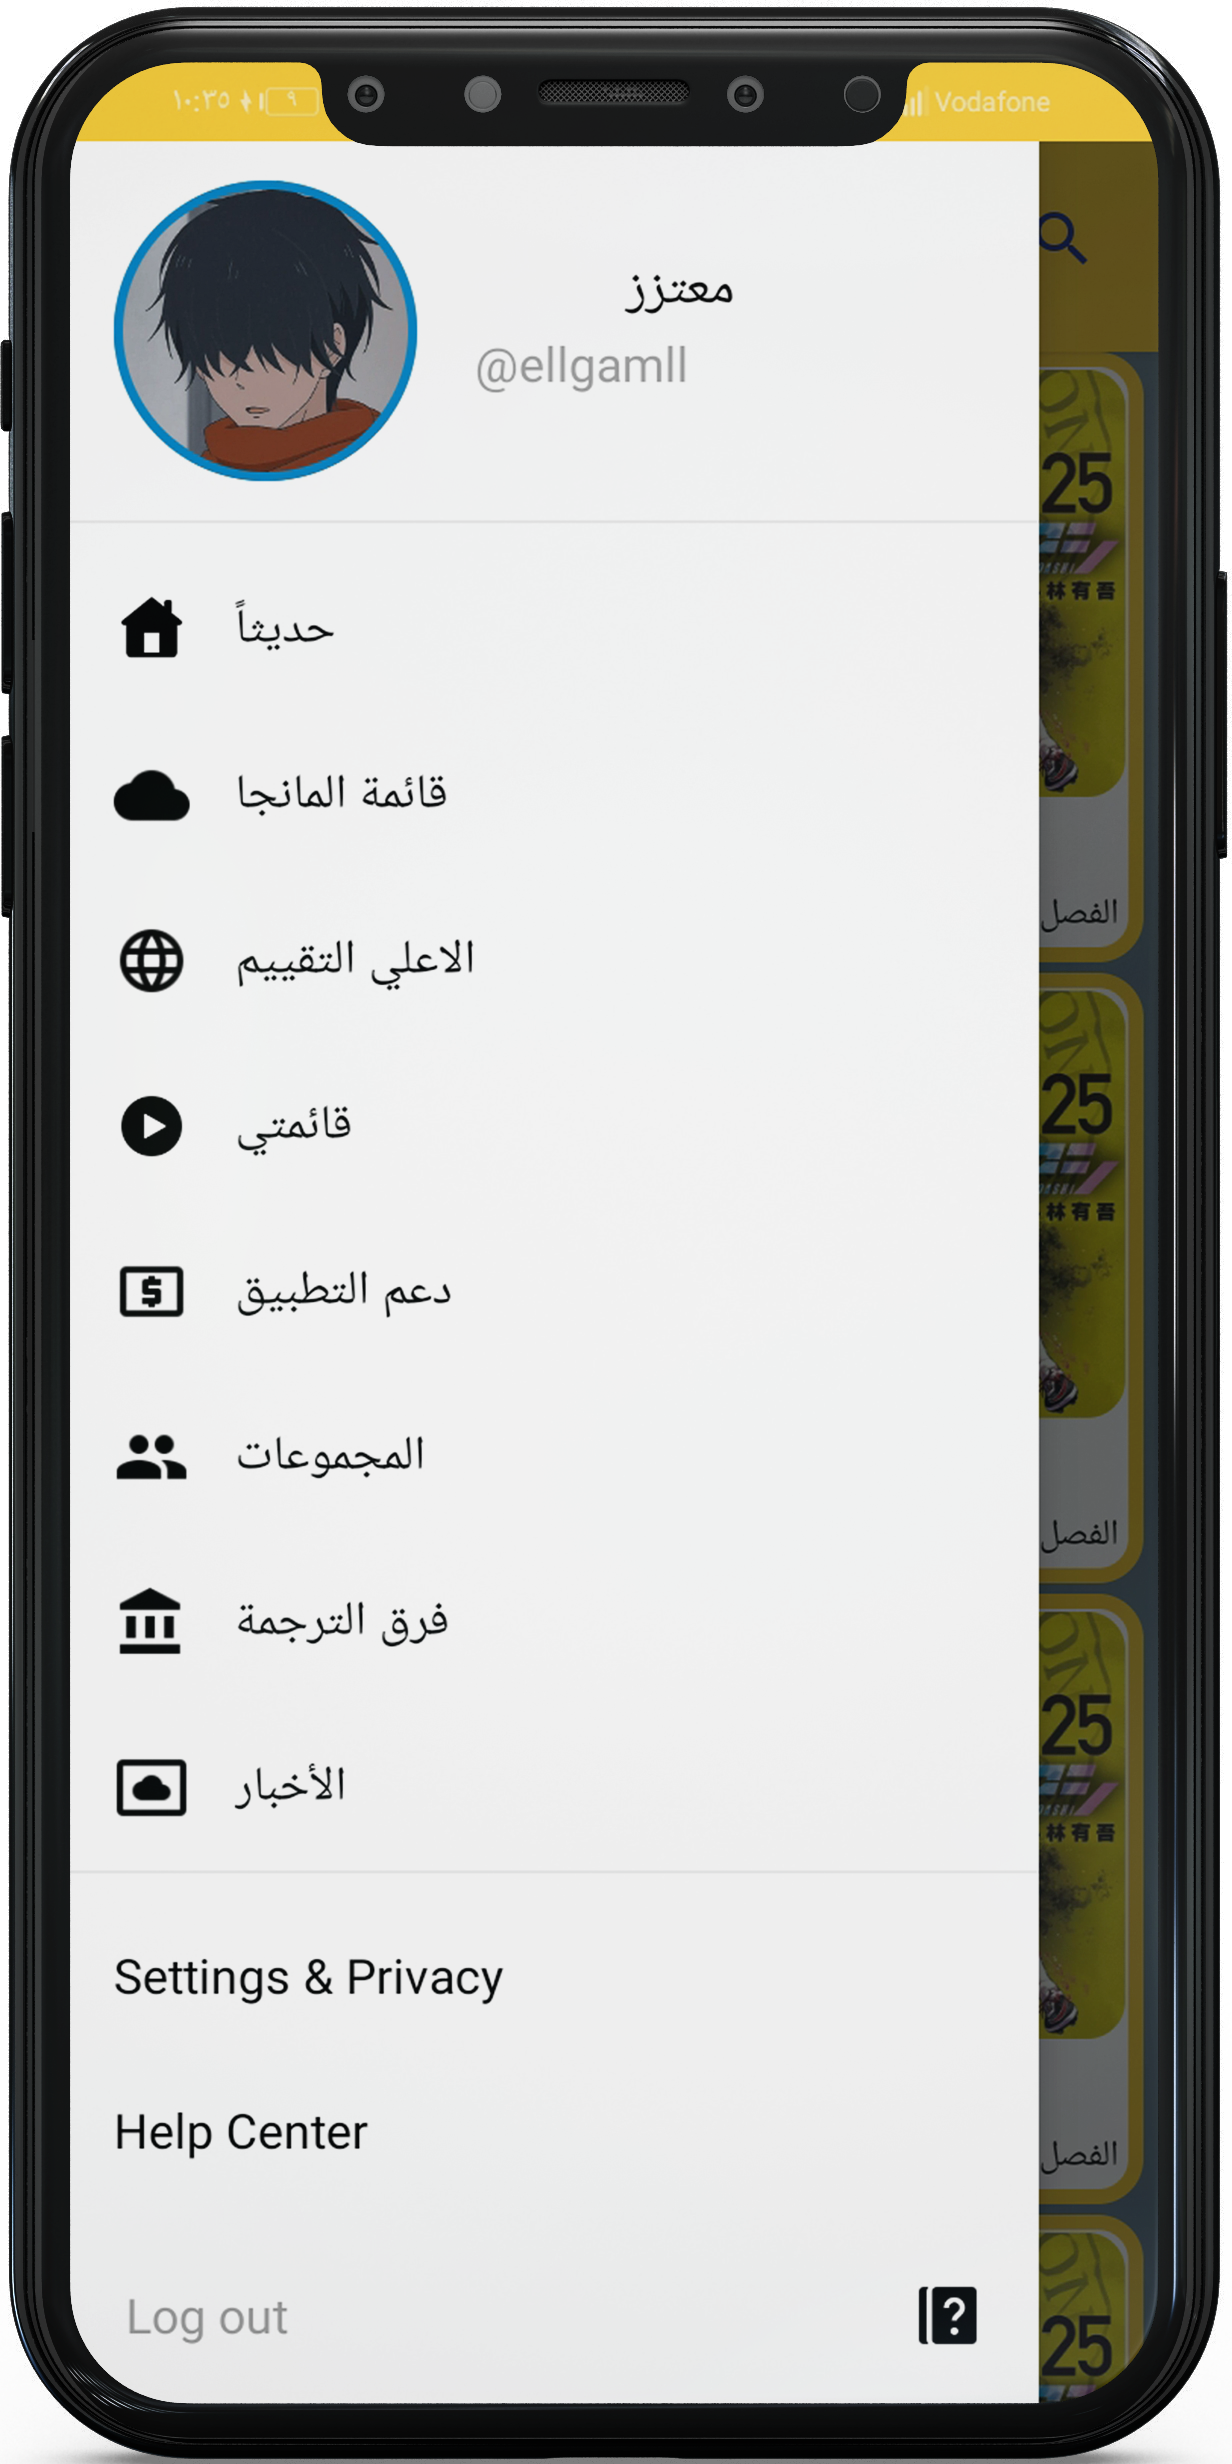 ١٠:٣٥
٩
Vodafone
معتزز
@ellgamll
حديثاً
قائمة المانجا
الاعلي التقييم
قائمتي
دعم التطبيق
المجموعات
فرق الترجمة
الأخبار
Settings & Privacy
Help Center
Log out
25
林有吾
الفصل
25
林有吾
الفصل
25
林有吾
الفصل
25